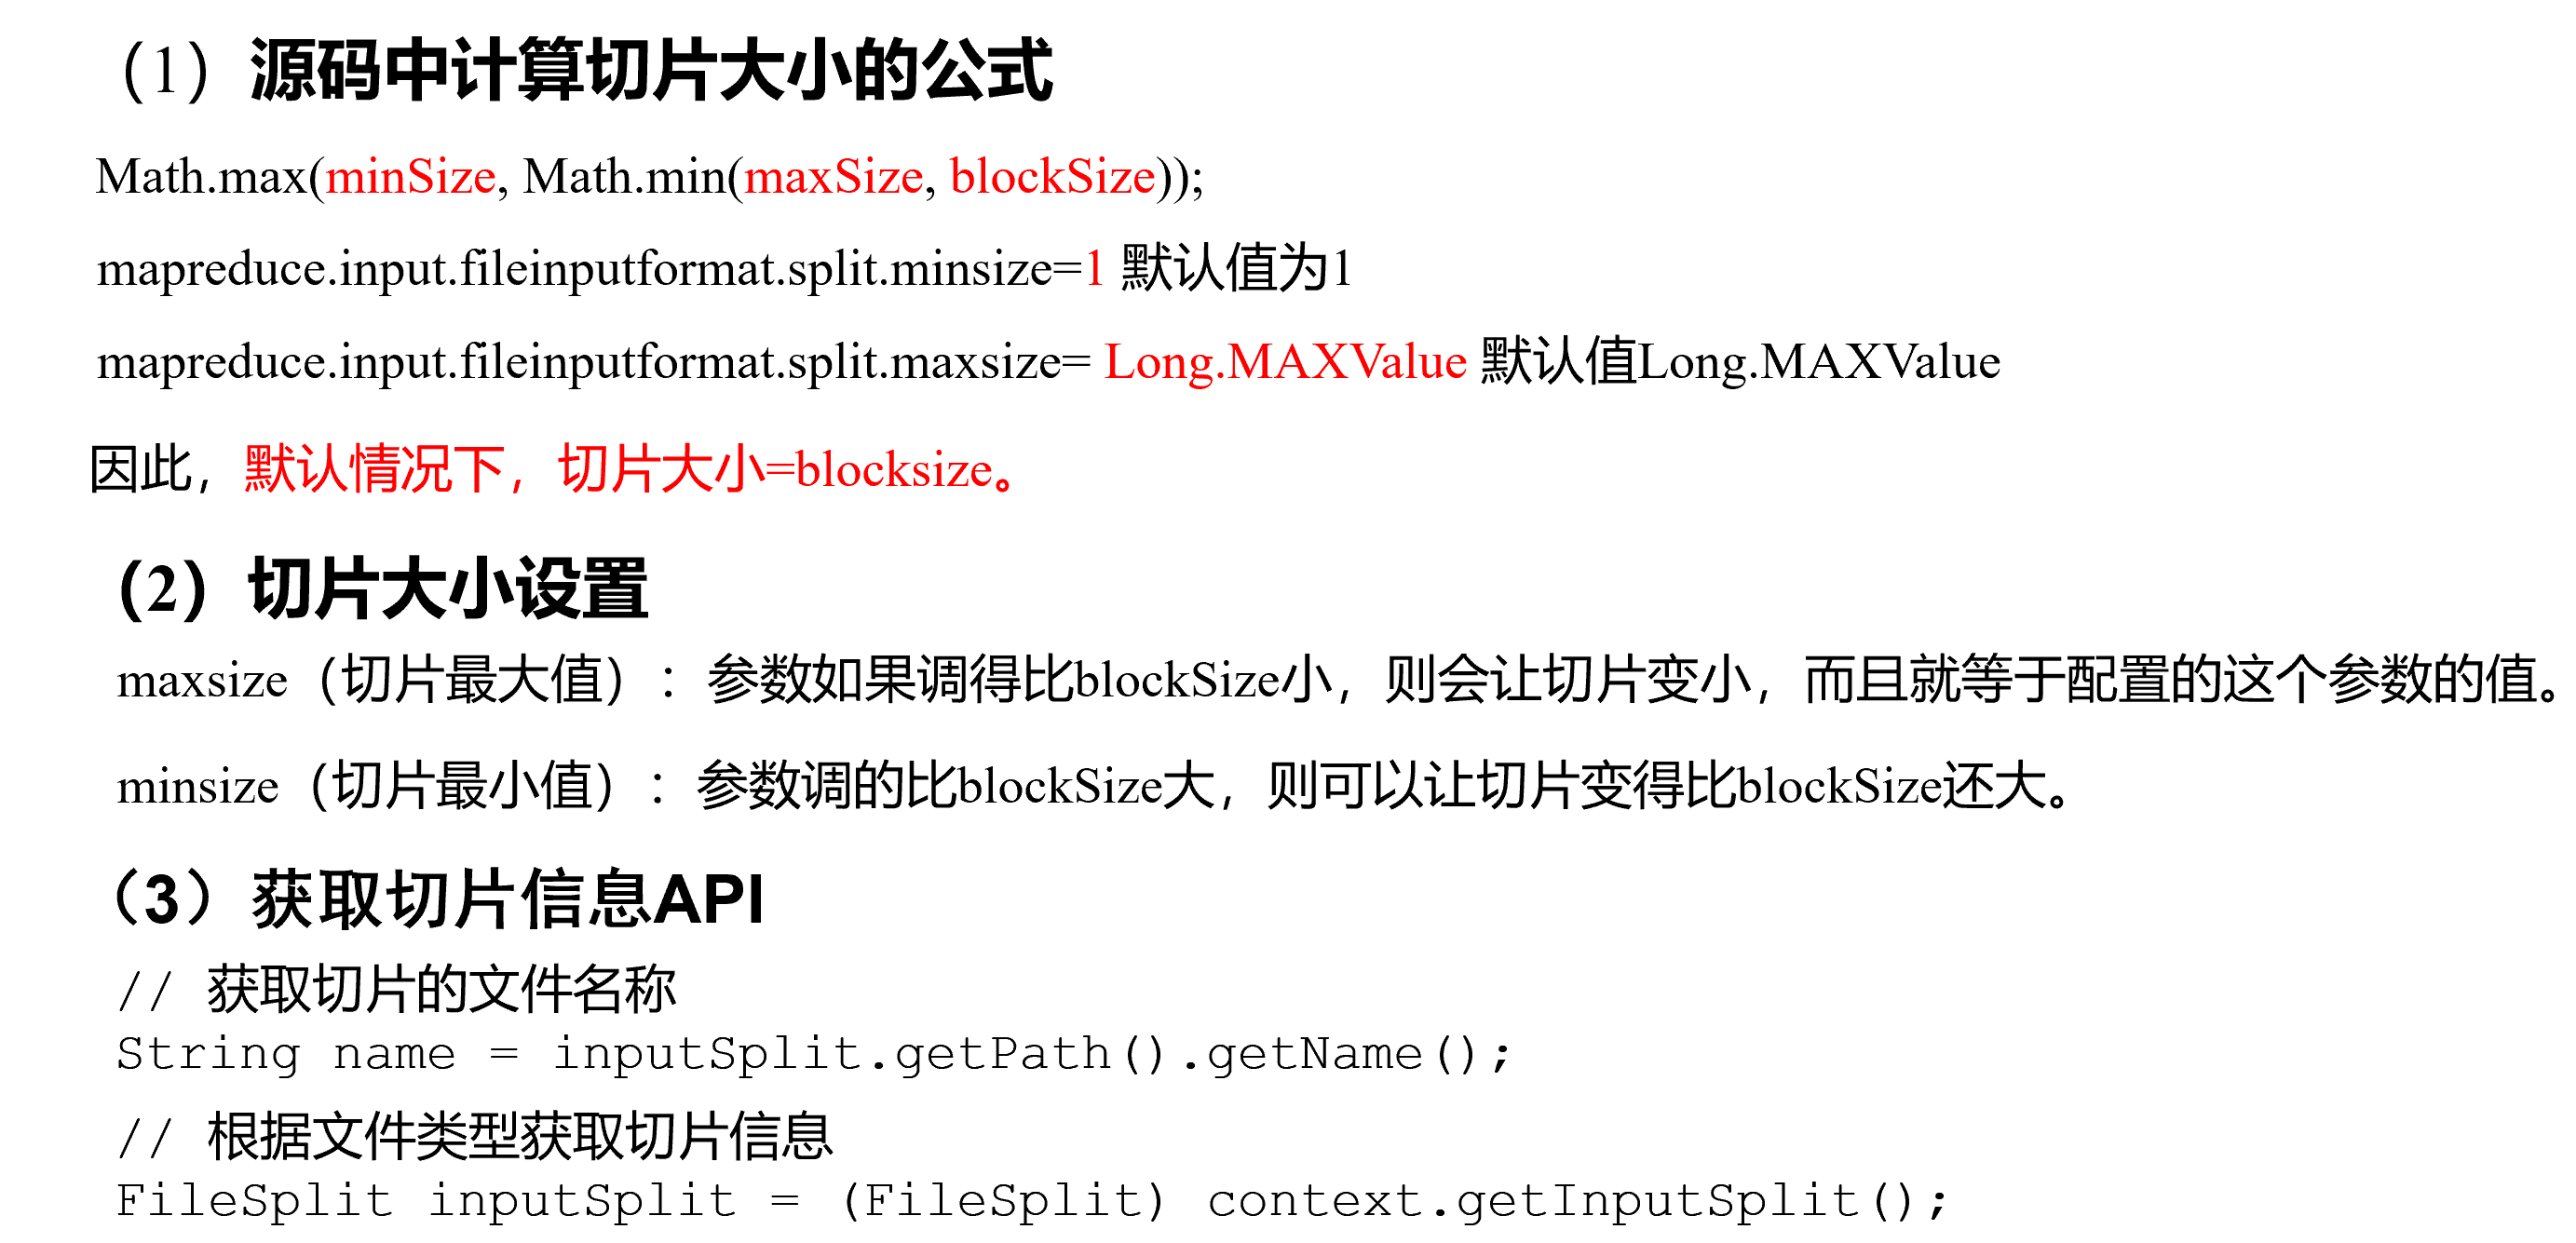 （1）源码中计算切片大小的公式
Math.max(minSize, Math.min(maxSize, blockSize));
mapreduce.input.fileinputformat.split.minsize=1 默认值为1
mapreduce.input.fileinputformat.split.maxsize= Long.MAXValue 默认值Long.MAXValue
因此，默认情况下，切片大小=blocksize。
（2）切片大小设置
maxsize（切片最大值）：参数如果调得比blockSize小，则会让切片变小，而且就等于配置的这个参数的值。
minsize（切片最小值）：参数调的比blockSize大，则可以让切片变得比blockSize还大。
（3）获取切片信息API
// 获取切片的文件名称
String name = inputSplit.getPath().getName();
// 根据文件类型获取切片信息
FileSplit inputSplit = (FileSplit) context.getInputSplit();